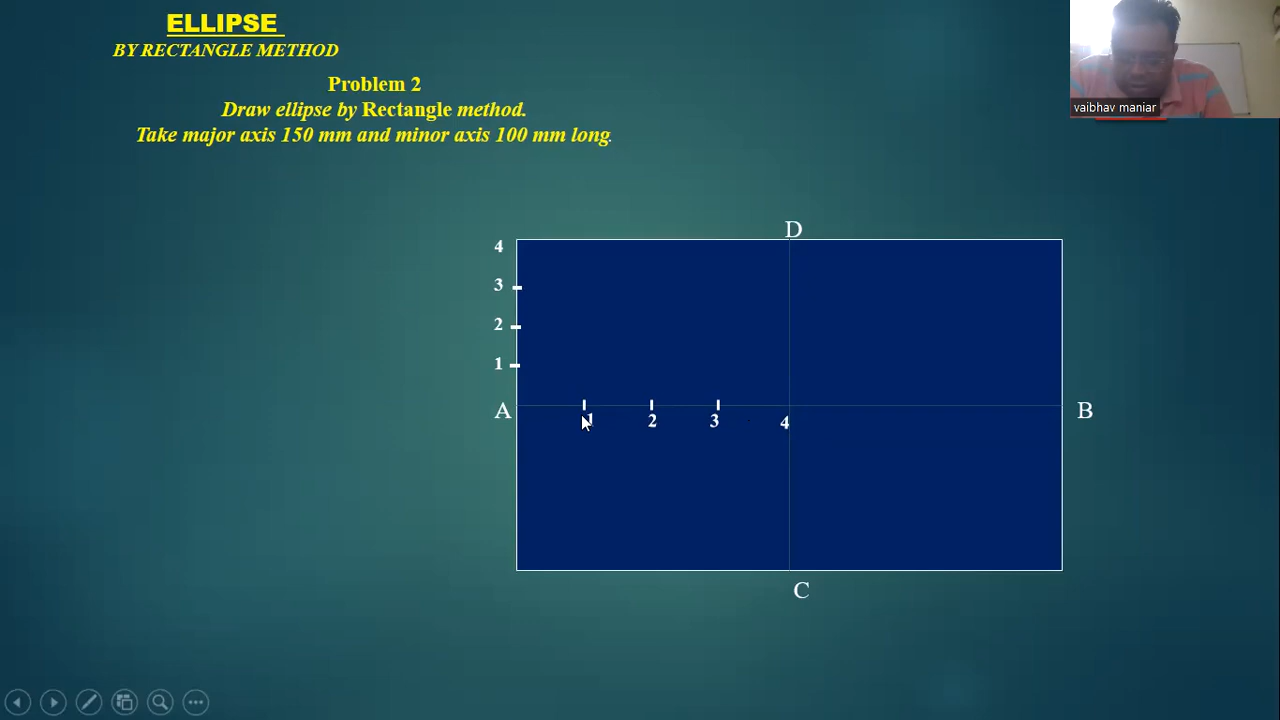 ELLIPSE
BY RECTANGLE METHOD
Problem 2
Draw ellipse by Rectangle method.
Take major axis 150 mm and minor axis 100 mm long.
vaibhav maniar
D
4
3
2
1
A
B
1 2 3 4
C